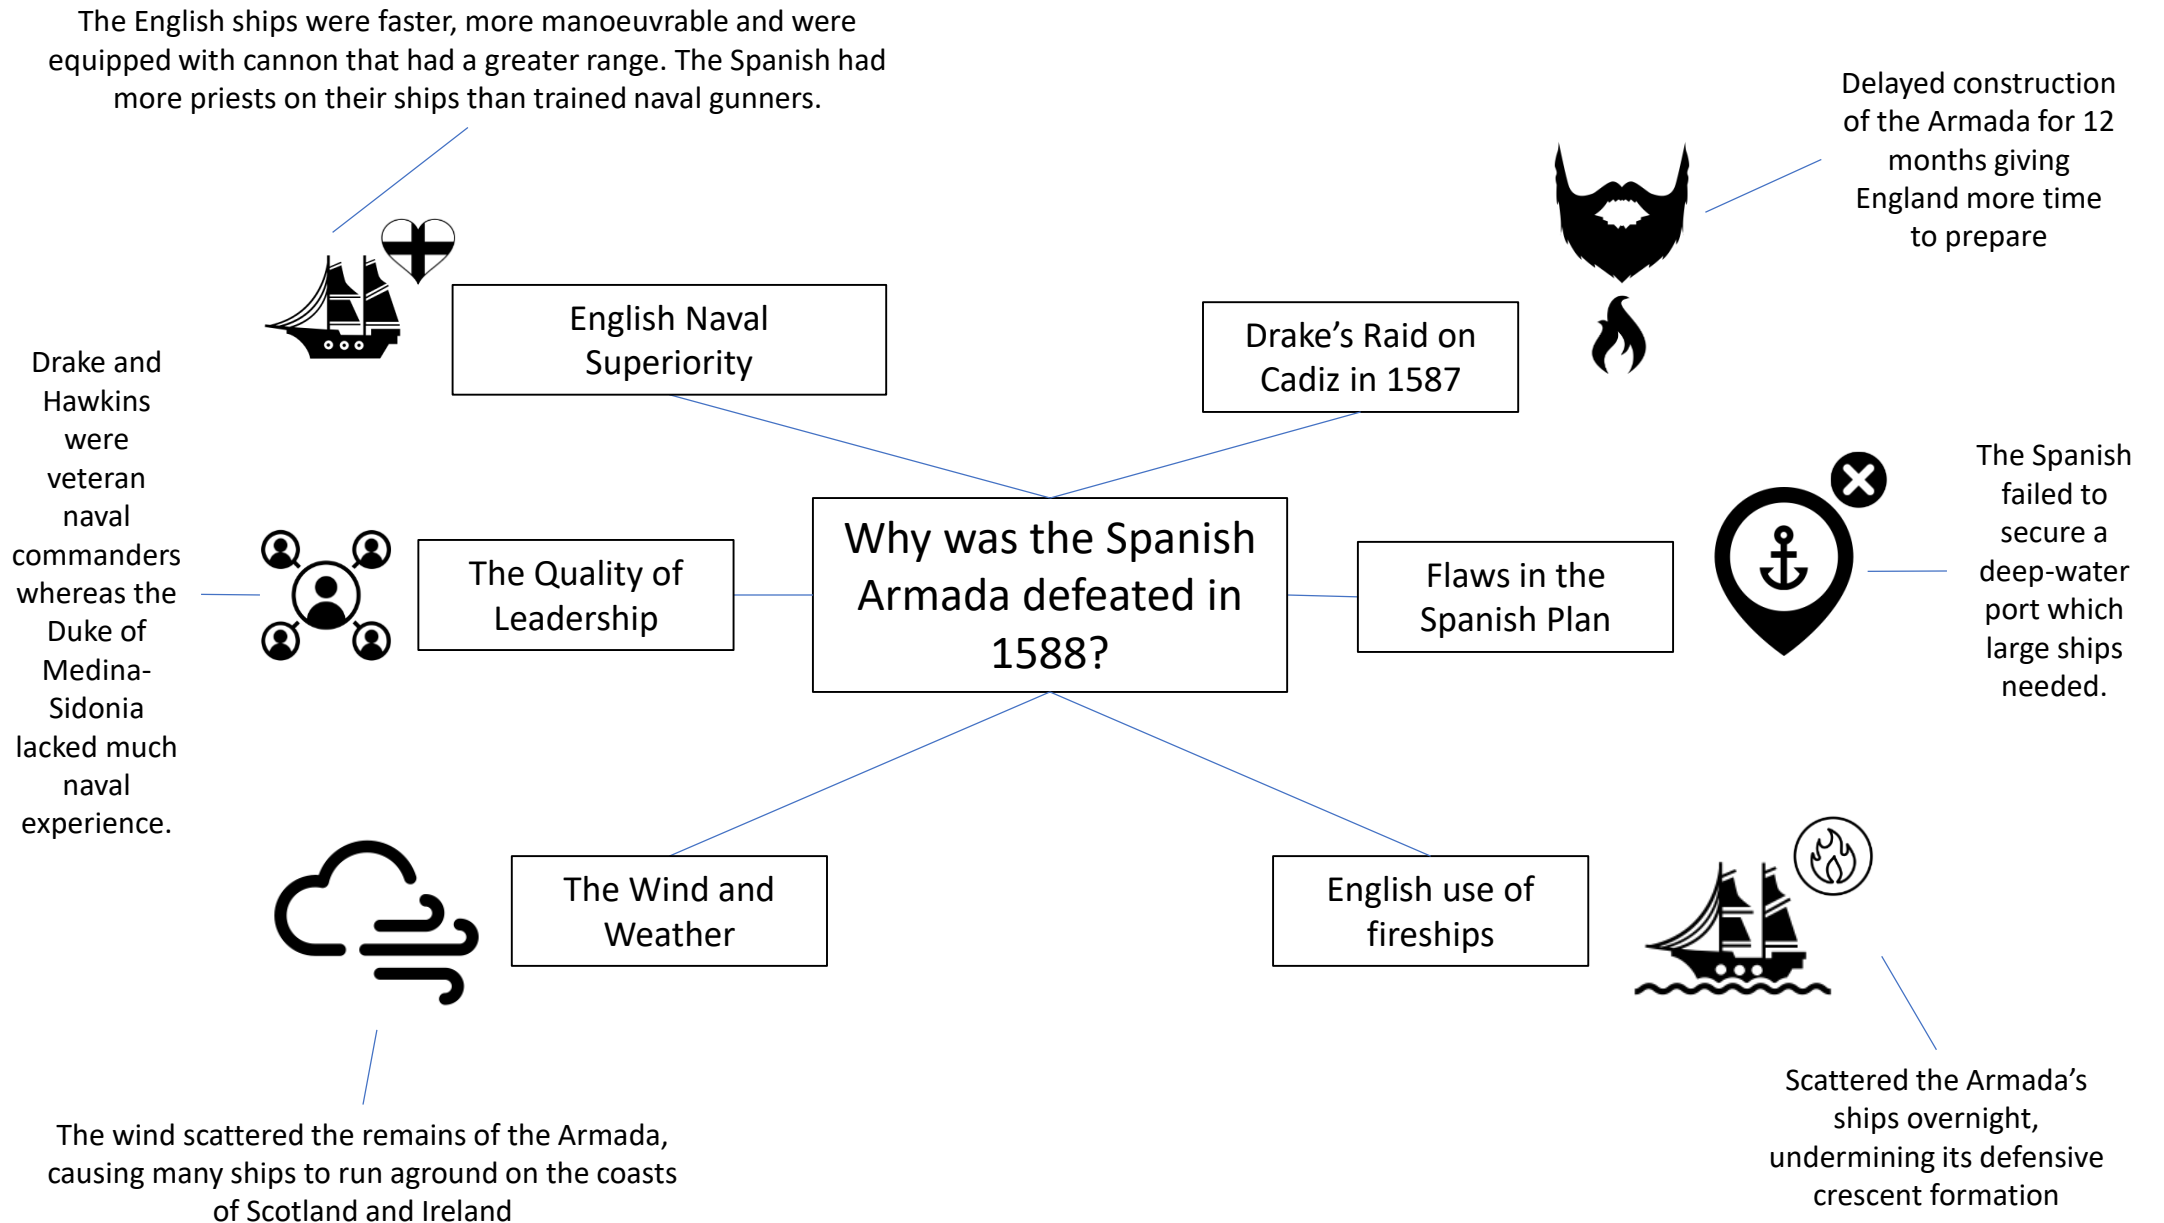 The English ships were faster, more manoeuvrable and were
equipped with cannon that had a greater range. The Spanish had
more priests on their ships than trained naval gunners.
English Naval
Superiority
Delayed construction
of the Armada for 12
months giving
England more time
to prepare
Drake’s Raid on
Cadiz in 1587
Drake and
Hawkins
were
veteran
naval
commanders
whereas the
Duke of
Medina-
Sidonia
lacked much
naval
experience.
The Quality of
Leadership
Why was the Spanish
Armada defeated in
1588?
Flaws in the
Spanish Plan
The Spanish
failed to
secure a
deep-water
port which
large ships
needed.
The Wind and
Weather
The wind scattered the remains of the Armada,
causing many ships to run aground on the coasts
of Scotland and Ireland
English use of
fireships
Scattered the Armada’s
ships overnight,
undermining its defensive
crescent formation